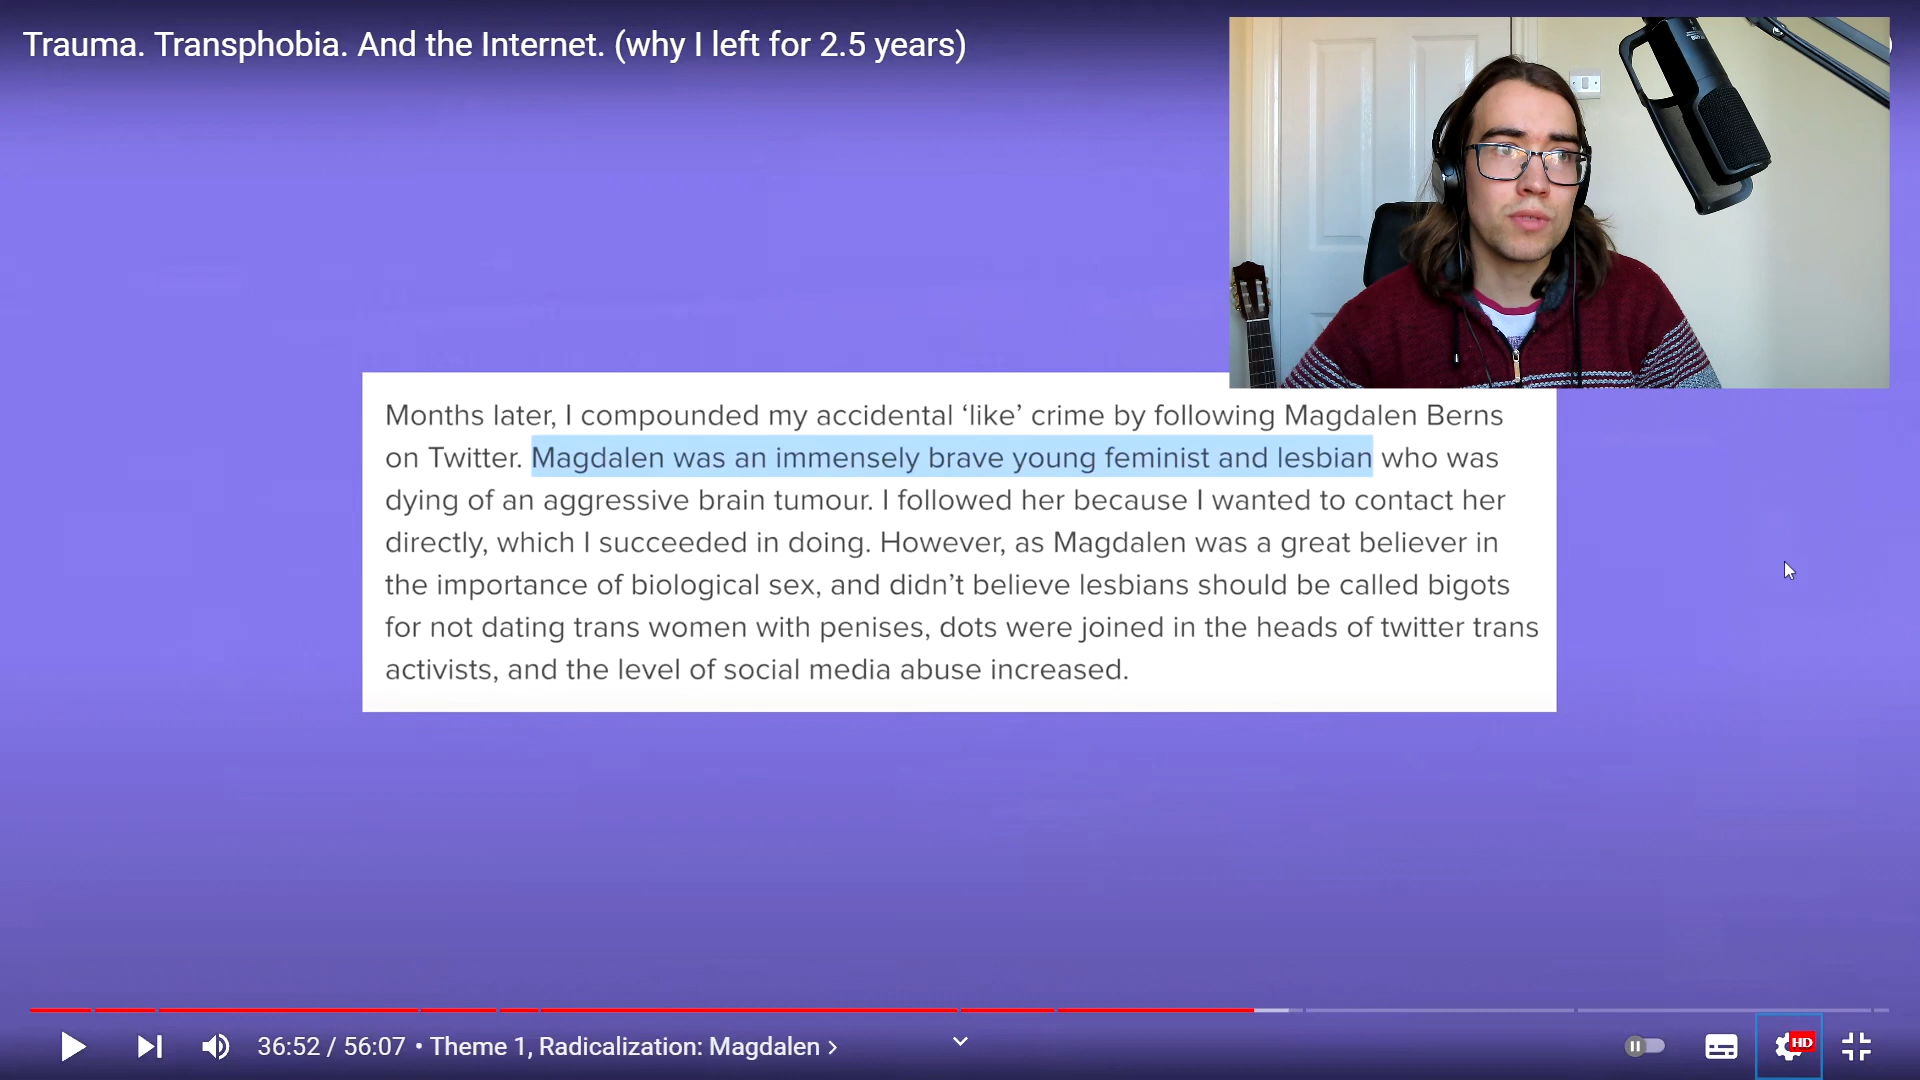 Trauma. Transphobia. And the Internet. (why I left for 2.5 years)
Months later, I compounded my accidental ‘like’ crime by following Magdalen Berns
on Twitter. Magdalen was an immensely brave young feminist and lesbian who was
dying of an aggressive brain tumour. I followed her because I wanted to contact her
directly, which I succeeded in doing. However, as Magdalen was a great believer in
the importance of biological sex, and didn’t believe lesbians should be called bigots
for not dating trans women with penises, dots were joined in the heads of twitter trans
activists, and the level of social media abuse increased.
36:52 / 56:07 • Theme 1, Radicalization: Magdalen
HD